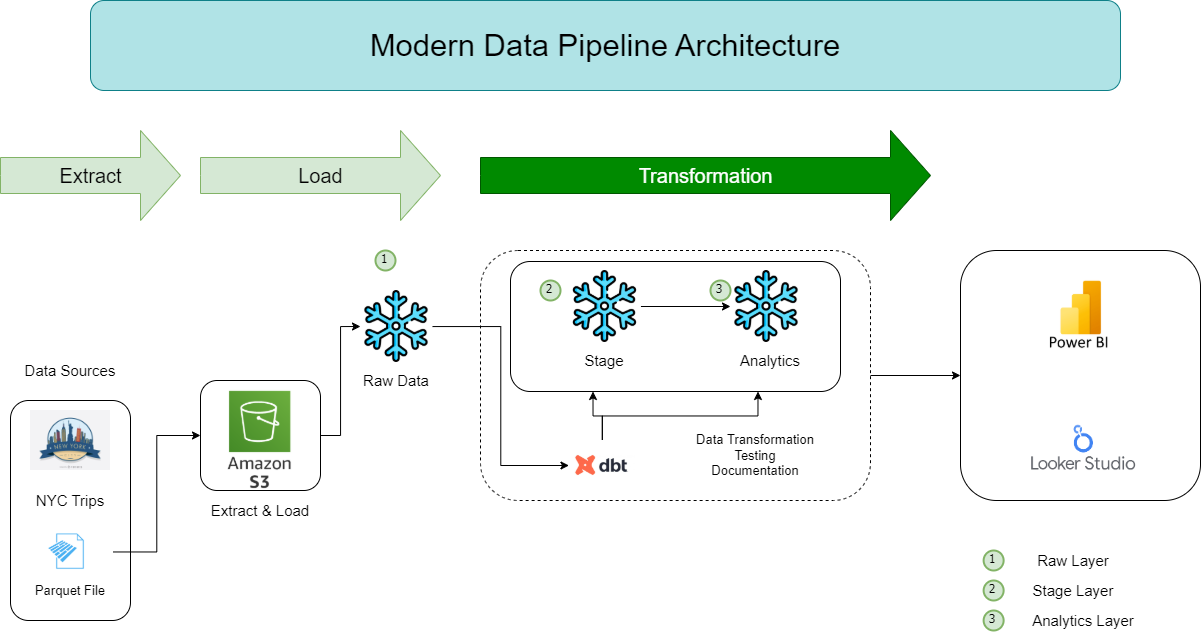 Modern Data Pipeline Architecture
Extract
Load
Transformation
1
Raw Data
2
Stage
3
Analytics
Data Sources
NEW YORK
NYC Trips
Parquet File
Amazon
S3
Extract & Load
dbt
Data Transformation
Testing
Documentation
Power BI
Looker Studio
1 Raw Layer
2 Stage Layer
3 Analytics Layer